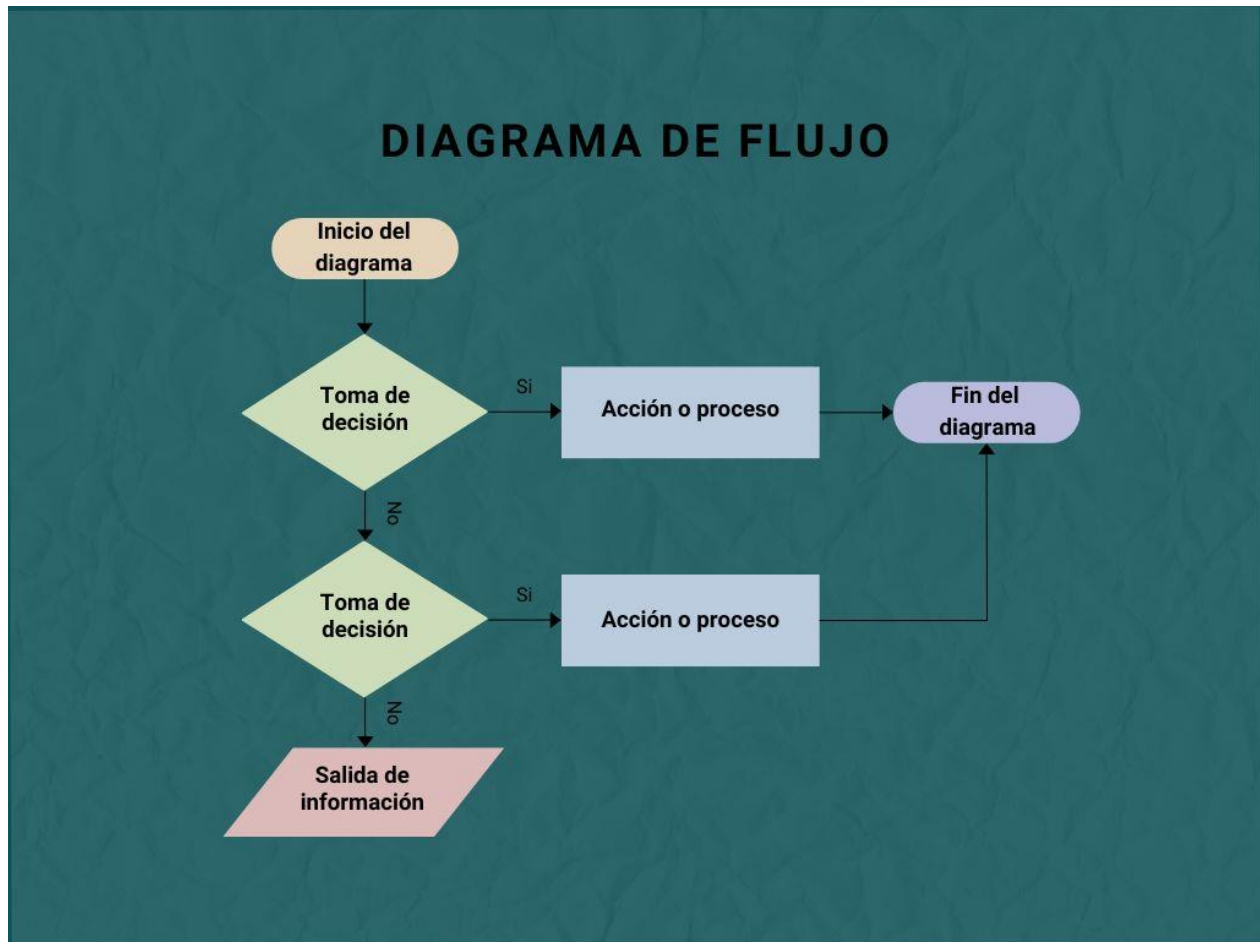 DIAGRAMA DE FLUJO
Inicio del
diagrama
Toma de
decisión
Si
Acción o proceso
Fin del
diagrama
No
Toma de
decisión
Si
Acción o proceso
No
Salida de
información